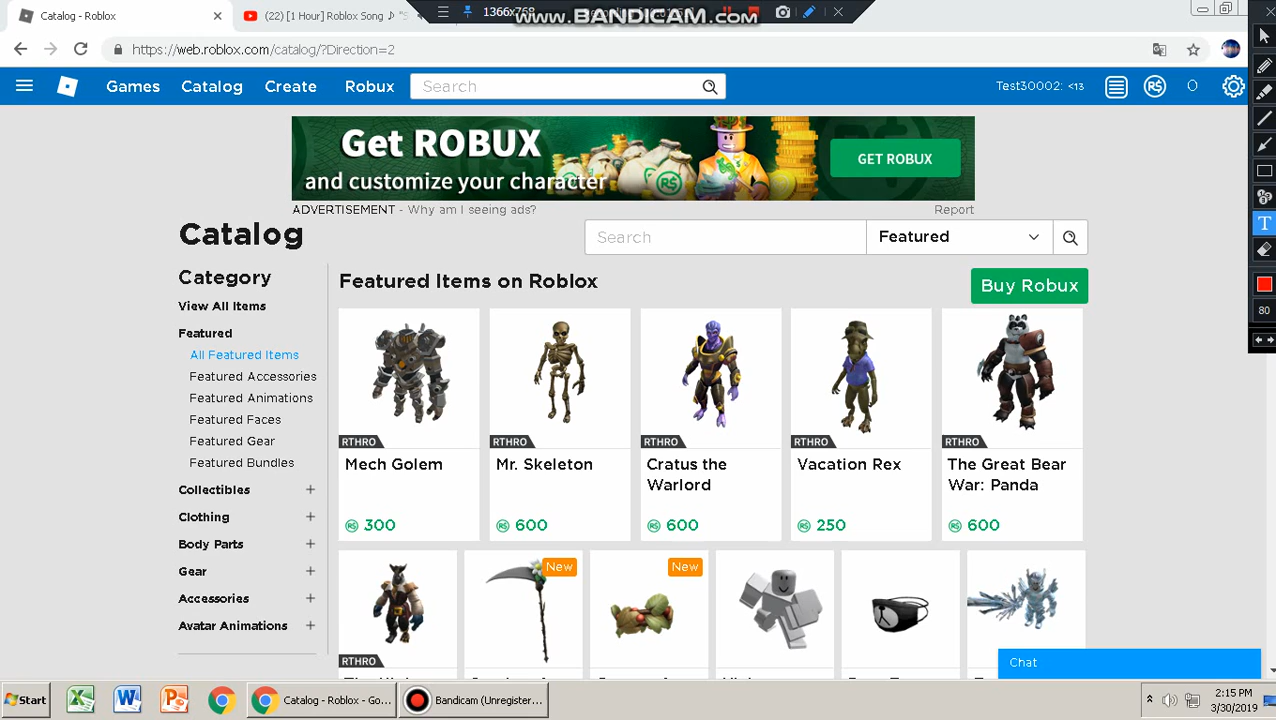 Catalog - Roblox
(22) [1 Hour] Roblox Song ♪ "S
1366x768
www.BANDICAM.com
https://web.roblox.com/catalog/?Direction=2
Games Catalog Create Robux Search Test30002: <13 0
Get ROBUX
and customize your character
GET ROBUX
ADVERTISEMENT - Why am I seeing ads? Report
Catalog
Search Featured
Category
Featured Items on Roblox
Buy Robux
View All Items
Featured
All Featured Items
Featured Accessories
Featured Animations
Featured Faces
Featured Gear
Featured Bundles
Collectibles +
Clothing +
Body Parts +
Gear +
Accessories +
Avatar Animations +
RTHRO
Mech Golem
300
RTHRO
Mr. Skeleton
600
RTHRO
Cratus the
Warlord
600
RTHRO
Vacation Rex
250
RTHRO
The Great Bear
War: Panda
600
RTHRO
New
New
T
80
Chat
Start
Catalog - Roblox - Go...
Bandicam (Unregister...
2:15 PM
3/30/2019